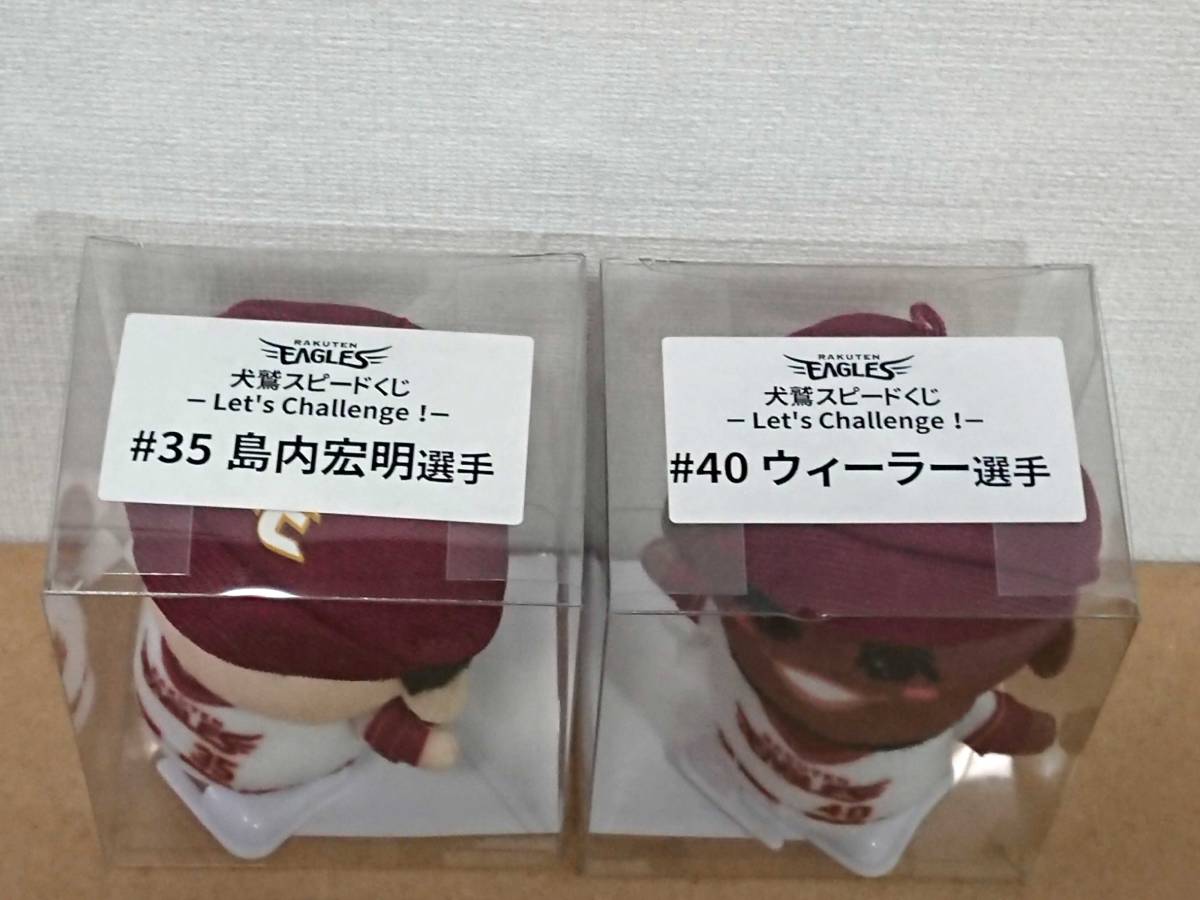 RAKUTEN
EAGLES
犬鷲スピードくじ
－Let's Challenge！－
#35 島内宏明選手
35
RAKUTEN
EAGLES
犬鷲スピードくじ
－Let's Challenge！－
#40 ウィーラー選手
40